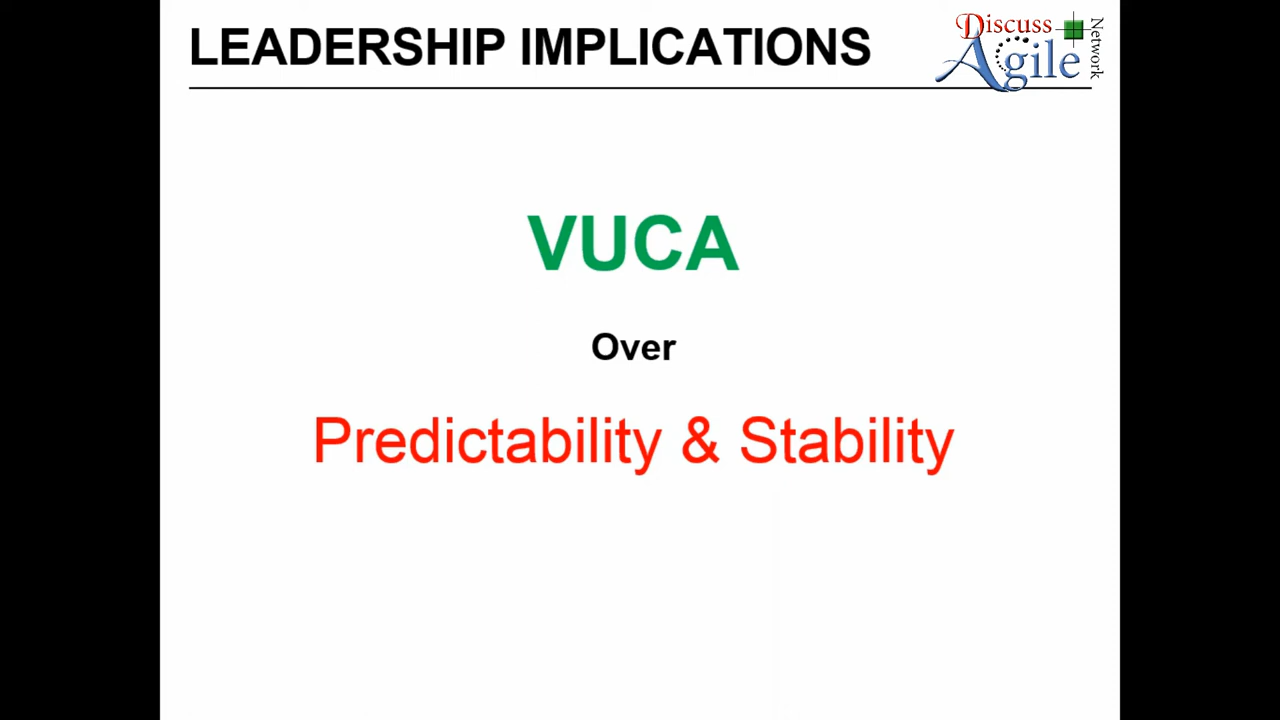 LEADERSHIP IMPLICATIONS
Discuss
Agile
Network
VUCA
Over
Predictability & Stability